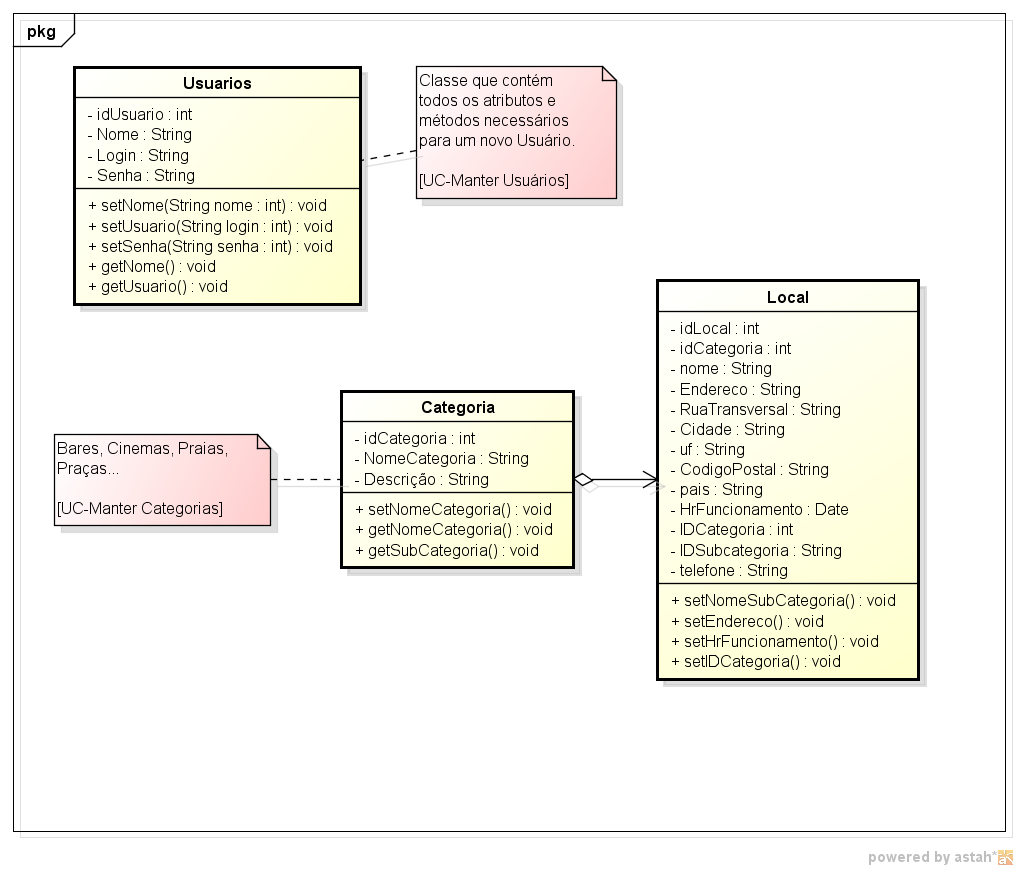 pkg
Usuarios
- idUsuario : int
- Nome : String
- Login : String
- Senha : String
+ setNome(String nome : int) : void
+ setUsuario(String login : int) : void
+ setSenha(String senha : int) : void
+ getNome() : void
+ getUsuario() : void
Classe que contém
todos os atributos e
métodos necessários
para um novo Usuário.
[UC-Manter Usuários]
Bares, Cinemas, Praias,
Praças...
[UC-Manter Categorias]
Categoria
- idCategoria : int
- NomeCategoria : String
- Descrição : String
+ setNomeCategoria() : void
+ getNomeCategoria() : void
+ getSubCategoria() : void
Local
- idLocal : int
- idCategoria : int
- nome : String
- Endereco : String
- RuaTransversal : String
- Cidade : String
- uf : String
- CodigoPostal : String
- pais : String
- HrFuncionamento : Date
- IDCategoria : int
- IDSubcategoria : String
- telefone : String
+ setNomeSubCategoria() : void
+ setEndereco() : void
+ setHrFuncionamento() : void
+ setIDCategoria() : void
powered by astah*